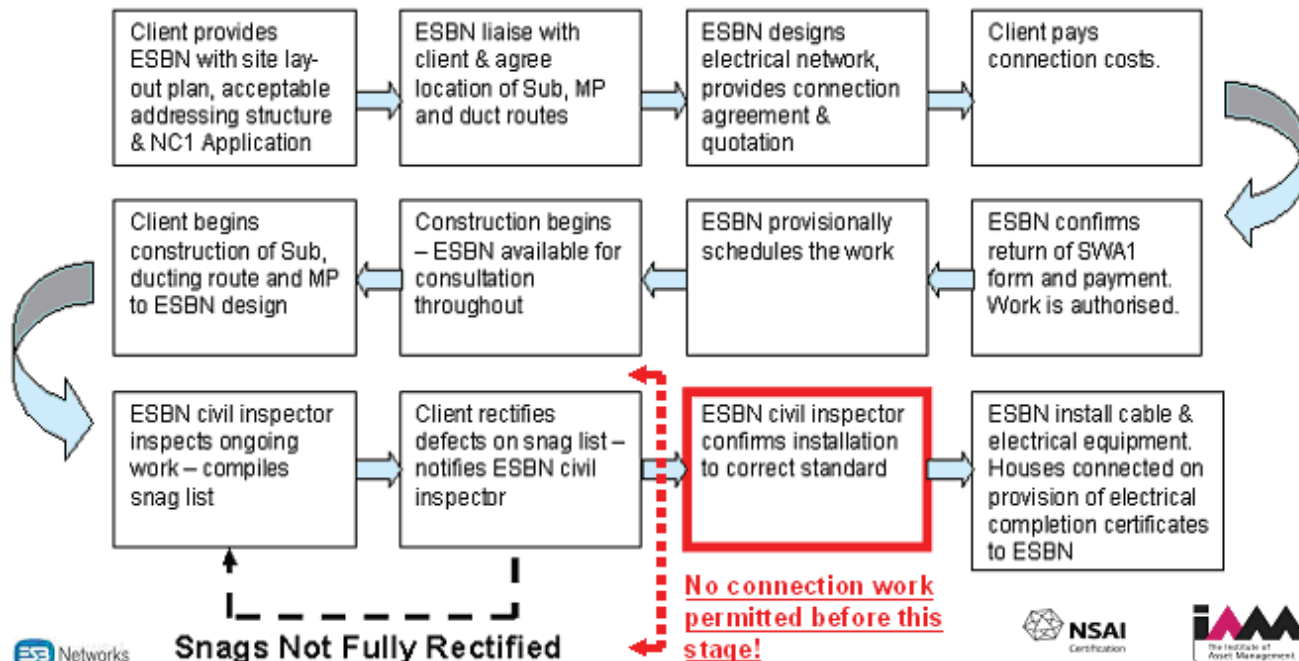 Client provides
ESBN with site lay-
out plan, acceptable
addressing structure
& NC1 Application
ESBN liaise with
client & agree
location of Sub, MP
and duct routes
ESBN designs
electrical network,
provides connection
agreement &
quotation
Client pays
connection costs.
Client begins
construction of Sub,
ducting route and MP
to ESBN design
Construction begins
– ESBN available for
consultation
throughout
ESBN provisionally
schedules the work
ESBN confirms
return of SWA1
form and payment.
Work is authorised.
ESBN civil inspector
inspects ongoing
work – compiles
snag list
Client rectifies
defects on snag list –
notifies ESBN civil
inspector
ESBN civil inspector
confirms installation
to correct standard
ESBN install cable &
electrical equipment.
Houses connected on
provision of electrical
completion certificates
to ESBN
No connection work
permitted before this
stage!
Snags Not Fully Rectified
ESB Networks
NSAI
Certification
iAM
The Institute of
Asset Management